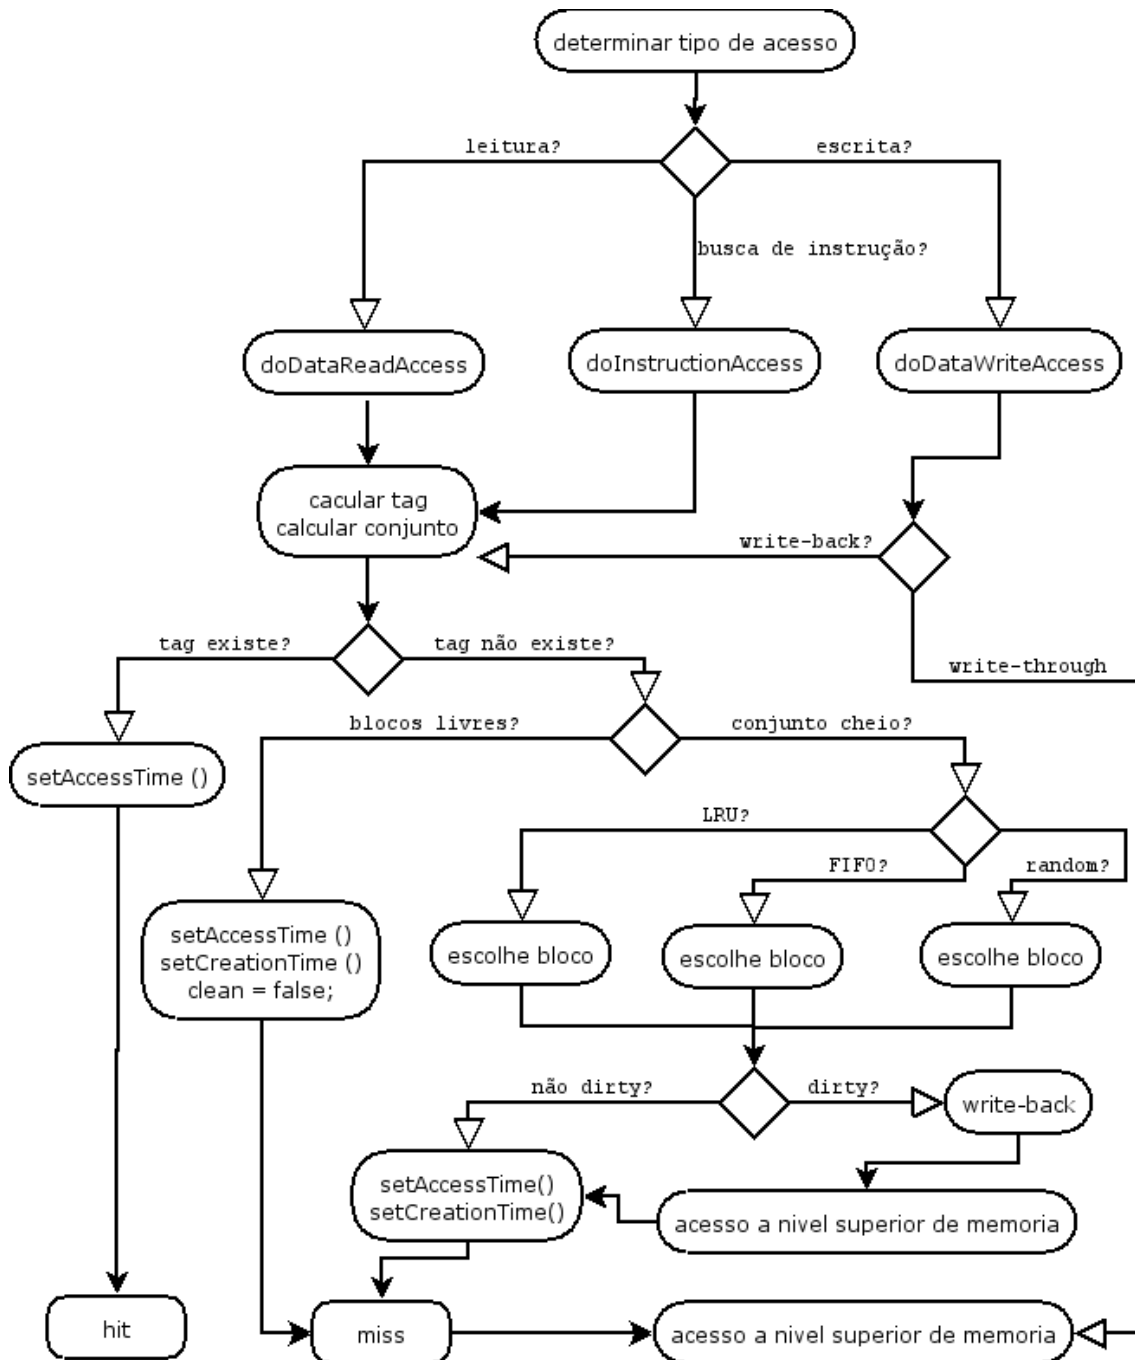 determinar tipo de acesso
leitura?
escrita?
busca de instrução?
doDataReadAccess
doInstructionAccess
doDataWriteAccess
cacular tag
calcular conjunto
write-back?
tag existe?
tag não existe?
write-through
blocos livres?
conjunto cheio?
setAccessTime ()
LRU?
FIFO?
random?
setAccessTime ()
setCreationTime ()
clean = false;
escolhe bloco
escolhe bloco
escolhe bloco
não dirty?
dirty?
write-back
setAccessTime()
setCreationTime()
acesso a nivel superior de memoria
hit
miss
acesso a nivel superior de memoria